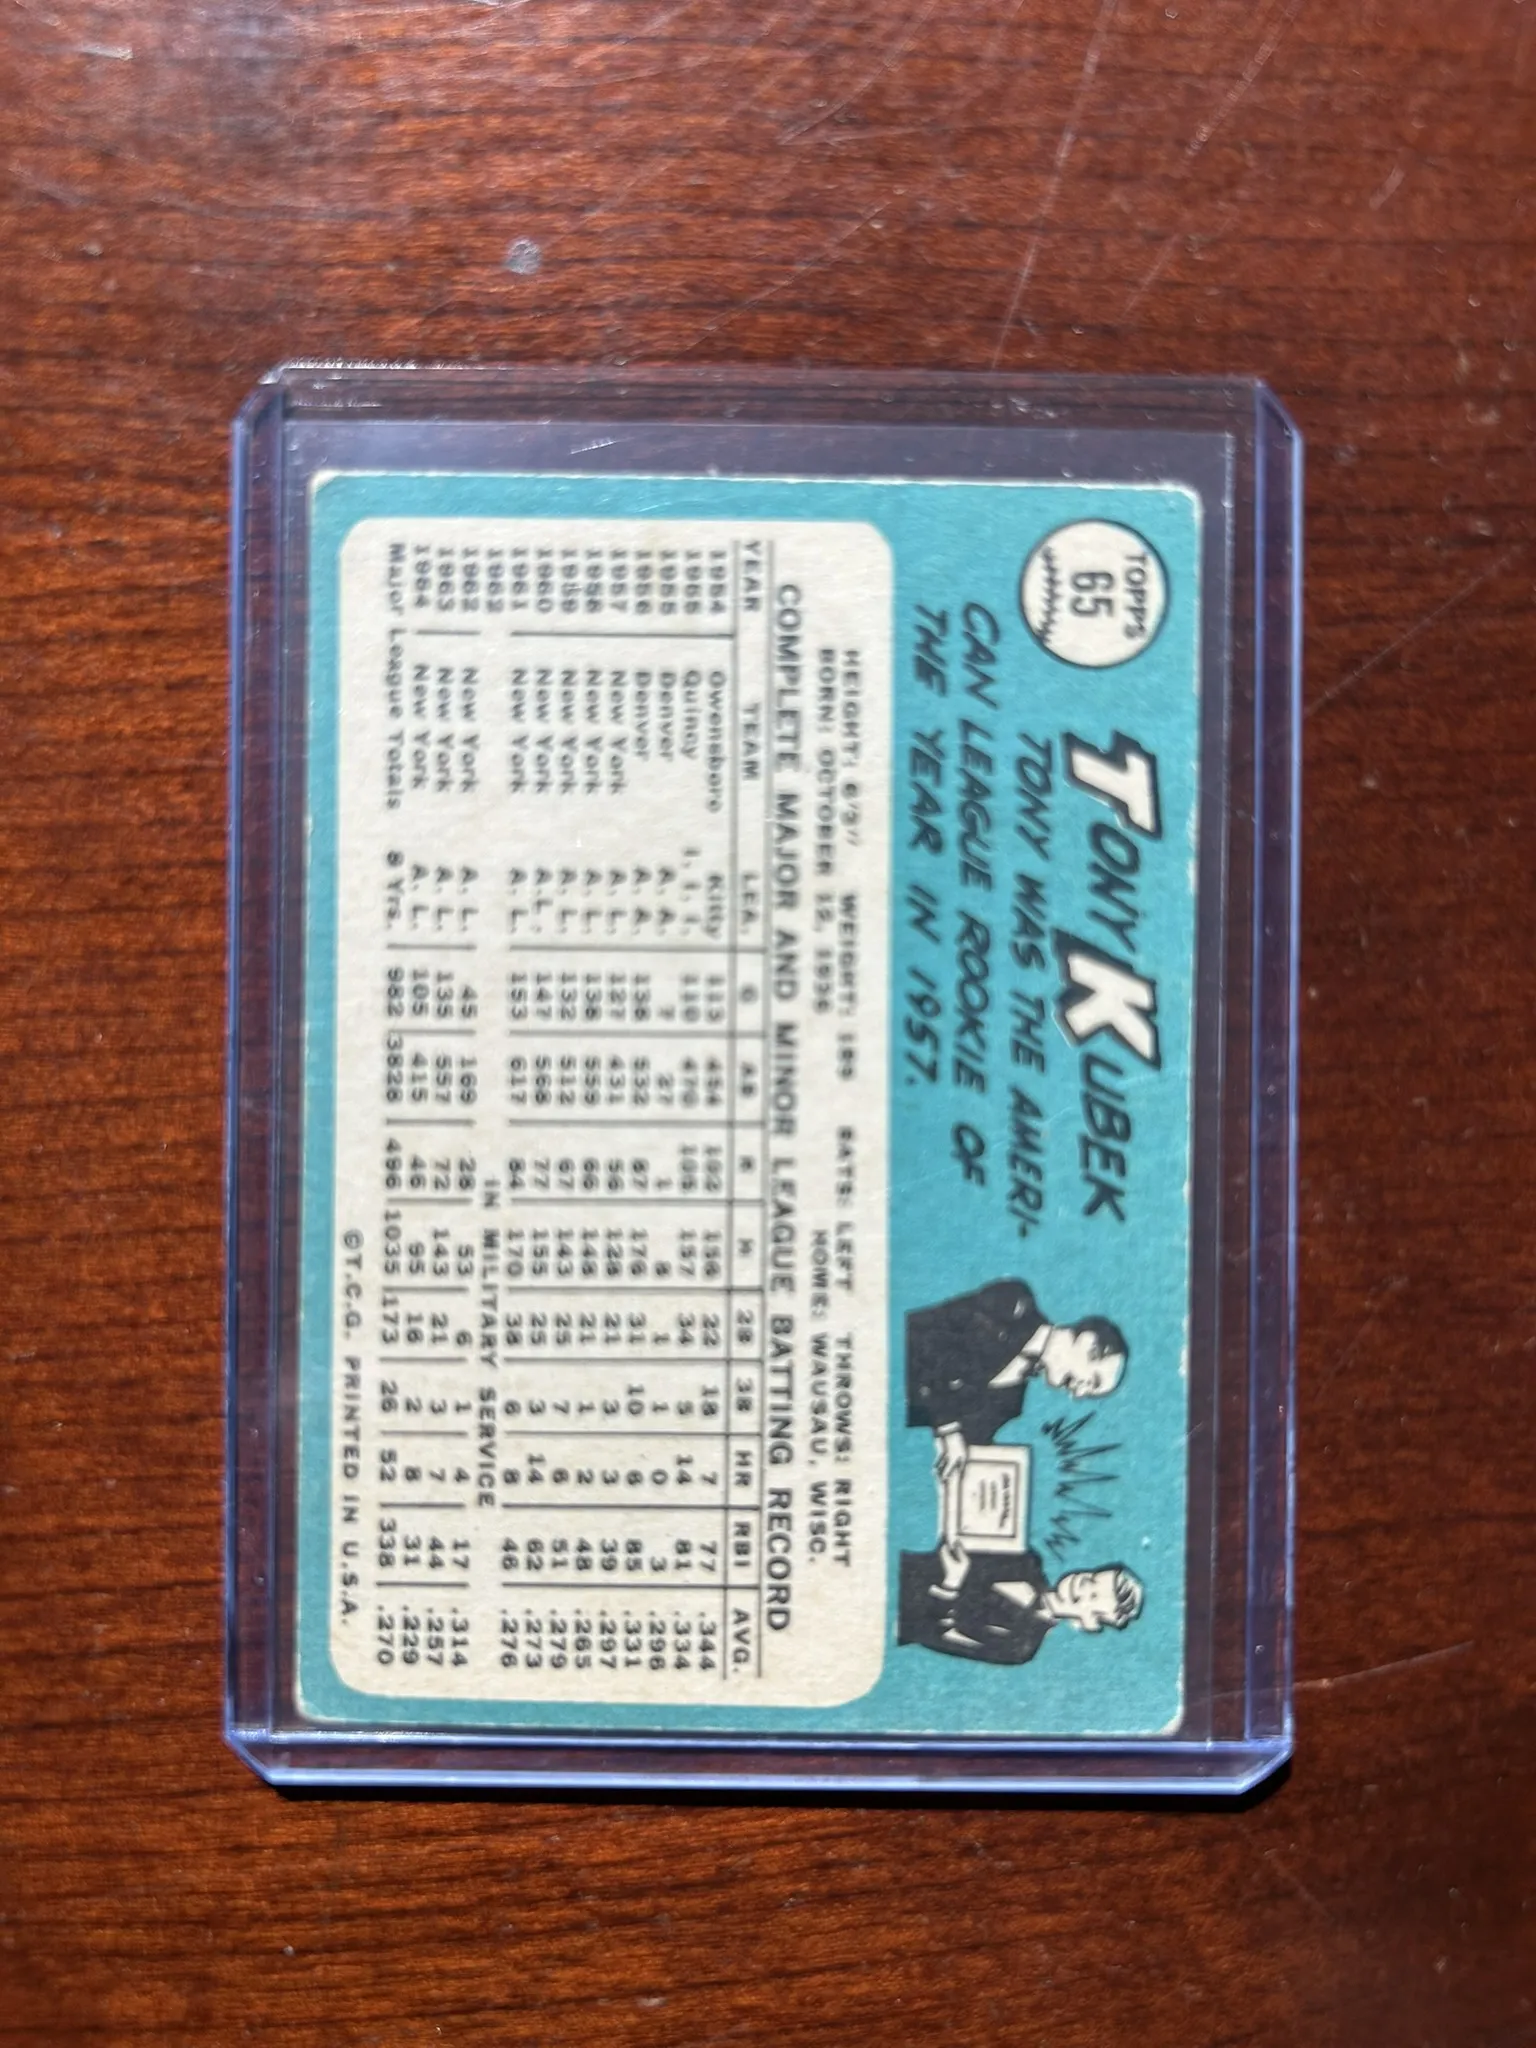 TOPPS
65
TONY KUBEK
TONY WAS THE AMERI-
CAN LEAGUE ROOKIE OF
THE YEAR IN 1957.
HEIGHT: 6'3" WEIGHT: 189 BATS: LEFT THROWS: RIGHT
BORN: OCTOBER 12, 1936 HOME: WAUSAU, WISC.
COMPLETE MAJOR AND MINOR LEAGUE BATTING RECORD
YEAR TEAM LEA. G AB R H 2B 3B HR RBI AVG.
1954 Owensboro Kitty 113 454 102 156 22 18 7 77 .344
1955 Quincy I.I.I. 110 470 105 157 34 5 14 81 .334
1955 Denver A.A. 7 27 1 8 1 1 0 3 .296
1956 Denver A.A. 138 532 87 176 31 10 6 85 .331
1957 New York A.L. 127 431 56 128 21 3 3 39 .297
1958 New York A.L. 138 559 66 148 21 1 2 48 .265
1959 New York A.L. 132 512 67 143 25 7 6 51 .279
1960 New York A.L. 147 568 77 155 25 3 14 62 .273
1961 New York A.L. 153 617 84 170 38 6 8 46 .276
1962 IN MILITARY SERVICE
1962 New York A.L. 45 169 28 53 6 1 4 17 .314
1963 New York A.L. 135 557 72 143 21 3 7 44 .257
1964 New York A.L. 105 415 46 95 16 2 8 31 .229
Major League Totals 8 Yrs. 982 3828 496 1035 173 26 52 338 .270
©T.C.G. PRINTED IN U.S.A.